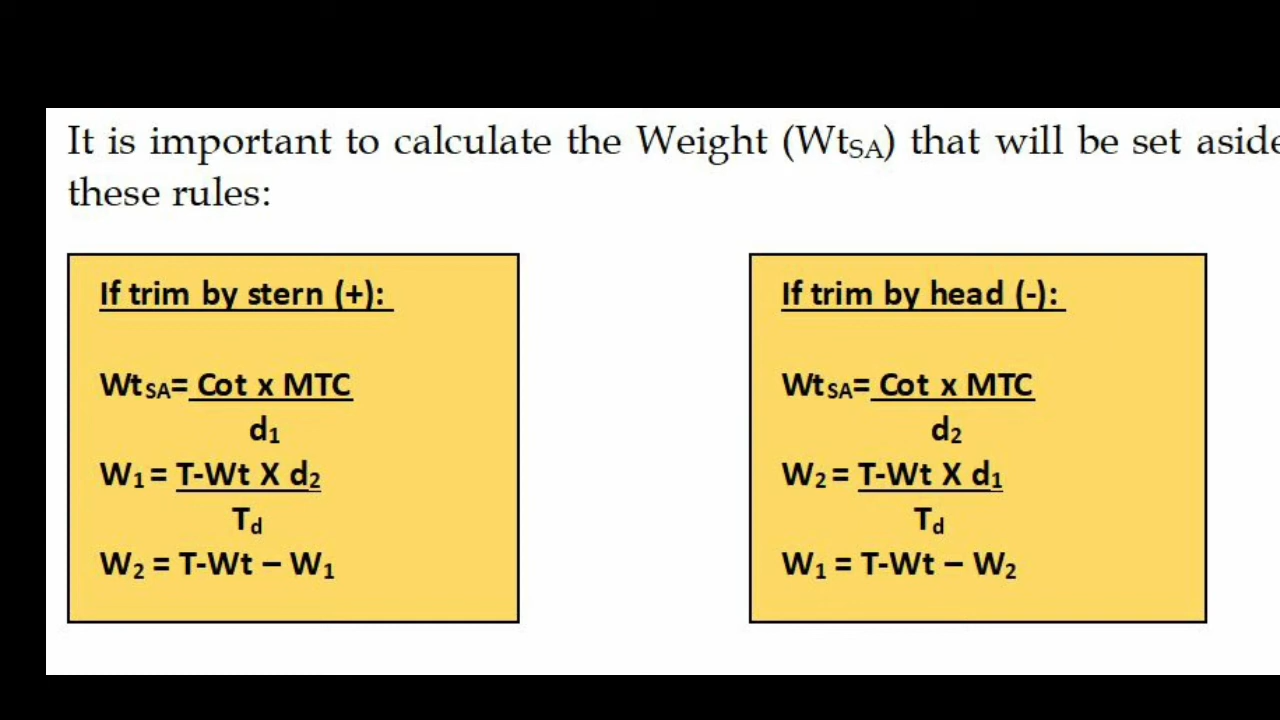 It is important to calculate the Weight (WtSA) that will be set aside
these rules:
If trim by stern (+):
WtSA= Cot x MTC
d1
W1 = T-Wt X d2
Td
W2 = T-Wt – W1
If trim by head (-):
WtSA= Cot x MTC
d2
W2 = T-Wt X d1
Td
W1 = T-Wt – W2